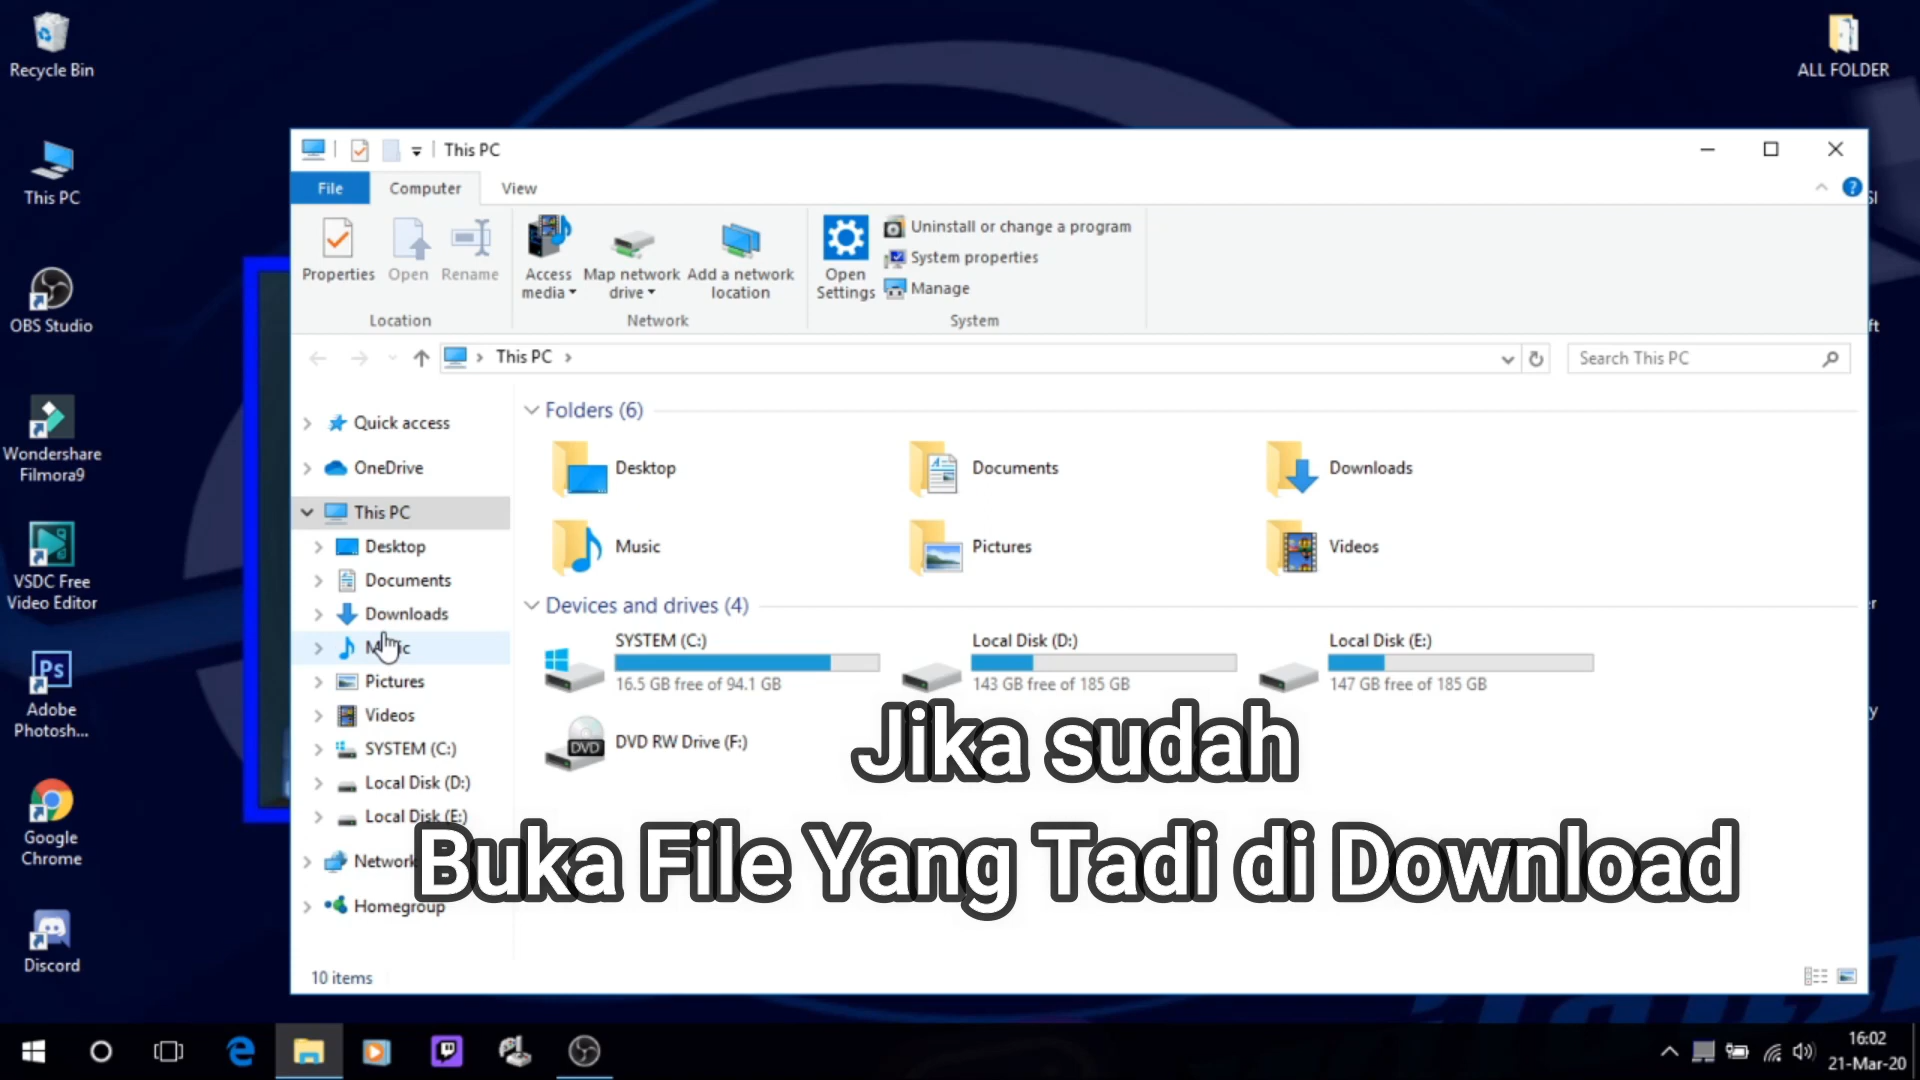 Recycle Bin
ALL FOLDER
This PC
This PC
File
Computer
View
Properties
Open
Rename
Access media
Map network drive
Add a network location
Open Settings
Uninstall or change a program
System properties
Manage
Location
Network
System
This PC
Search This PC
OBS Studio
Wondershare
Filmora9
VSDC Free
Video Editor
Adobe
Photosh...
Google
Chrome
Discord
Quick access
OneDrive
This PC
Desktop
Documents
Downloads
Pictures
Videos
SYSTEM (C:)
Local Disk (D:)
Local Disk (E:)
Network
Homegroup
Folders (6)
Desktop
Documents
Downloads
Music
Pictures
Videos
Devices and drives (4)
SYSTEM (C:)
16.5 GB free of 94.1 GB
Local Disk (D:)
143 GB free of 185 GB
Local Disk (E:)
147 GB free of 185 GB
DVD
DVD RW Drive (F:)
Jika sudah
Buka File Yang Tadi di Download
10 items
16:02
21-Mar-20